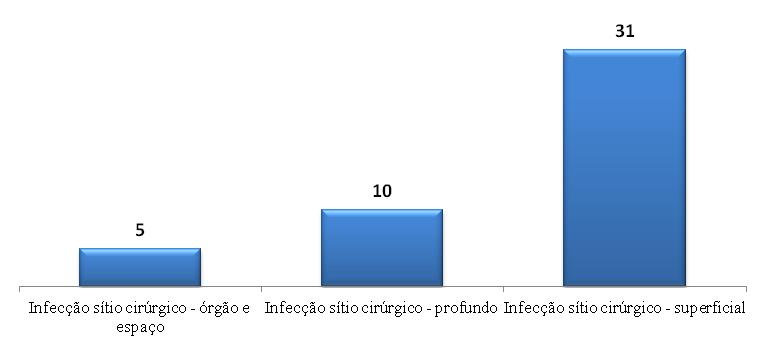 31
10
5
Infecção sítio cirúrgico - órgão e espaço
Infecção sítio cirúrgico - profundo
Infecção sítio cirúrgico - superficial